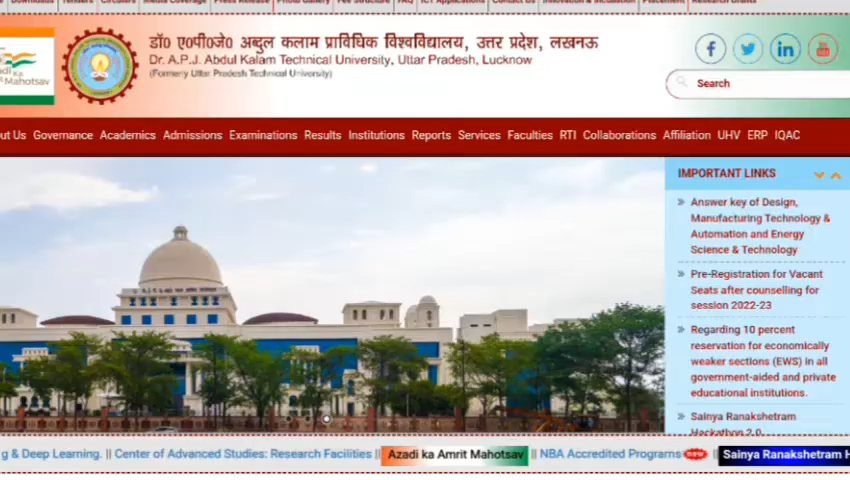 Downloads Tenders Circulars Media Coverage Press Release Photo Gallery Fee Structure FAQ ICT Applications Contact Us Innovation & Incubation Placement Research Grants
Mahotsav
डॉ0 ए0पी0जे0 अब्दुल कलाम प्राविधिक विश्वविद्यालय, उत्तर प्रदेश, लखनऊ
Dr. A.P.J. Abdul Kalam Technical University, Uttar Pradesh, Lucknow
(Formerly Uttar Pradesh Technical University)
Search
ut Us Governance Academics Admissions Examinations Results Institutions Reports Services Faculties RTI Collaborations Affiliation UHV ERP IQAC
IMPORTANT LINKS
Answer key of Design,
Manufacturing Technology &
Automation and Energy
Science & Technology
Pre-Registration for Vacant
Seats after counselling for
session 2022-23
Regarding 10 percent
reservation for economically
weaker sections (EWS) in all
government-aided and private
educational institutions.
Sainya Ranakshetram
Hackathon 2.0
g & Deep Learning. || Center of Advanced Studies: Research Facilities || Azadi ka Amrit Mahotsav || NBA Accredited Programs new || Sainya Ranakshetram H